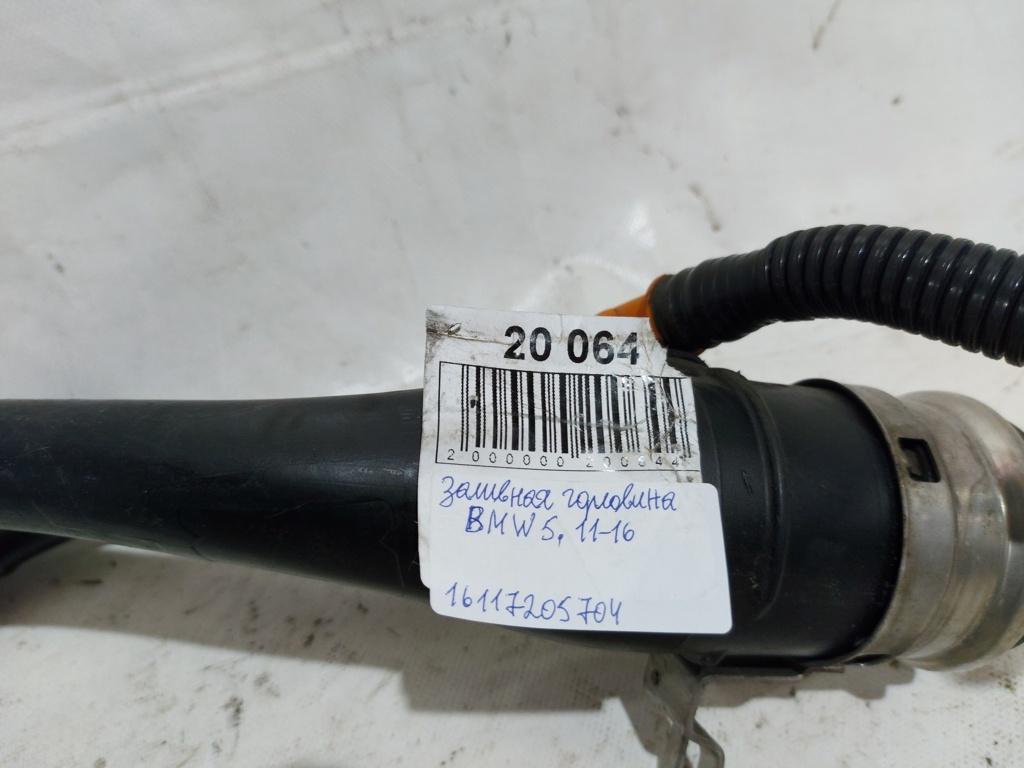 20 064
2 000000 200644
Заливная горловина
BMW 5, 11-16
16117205704